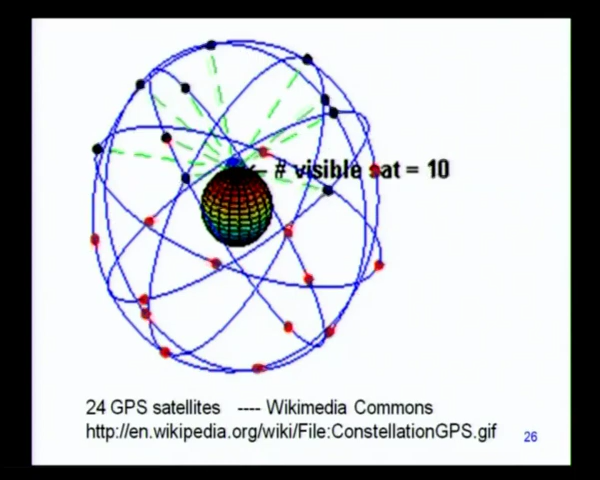 # visible sat = 10
24 GPS satellites ---- Wikimedia Commons
http://en.wikipedia.org/wiki/File:ConstellationGPS.gif
26